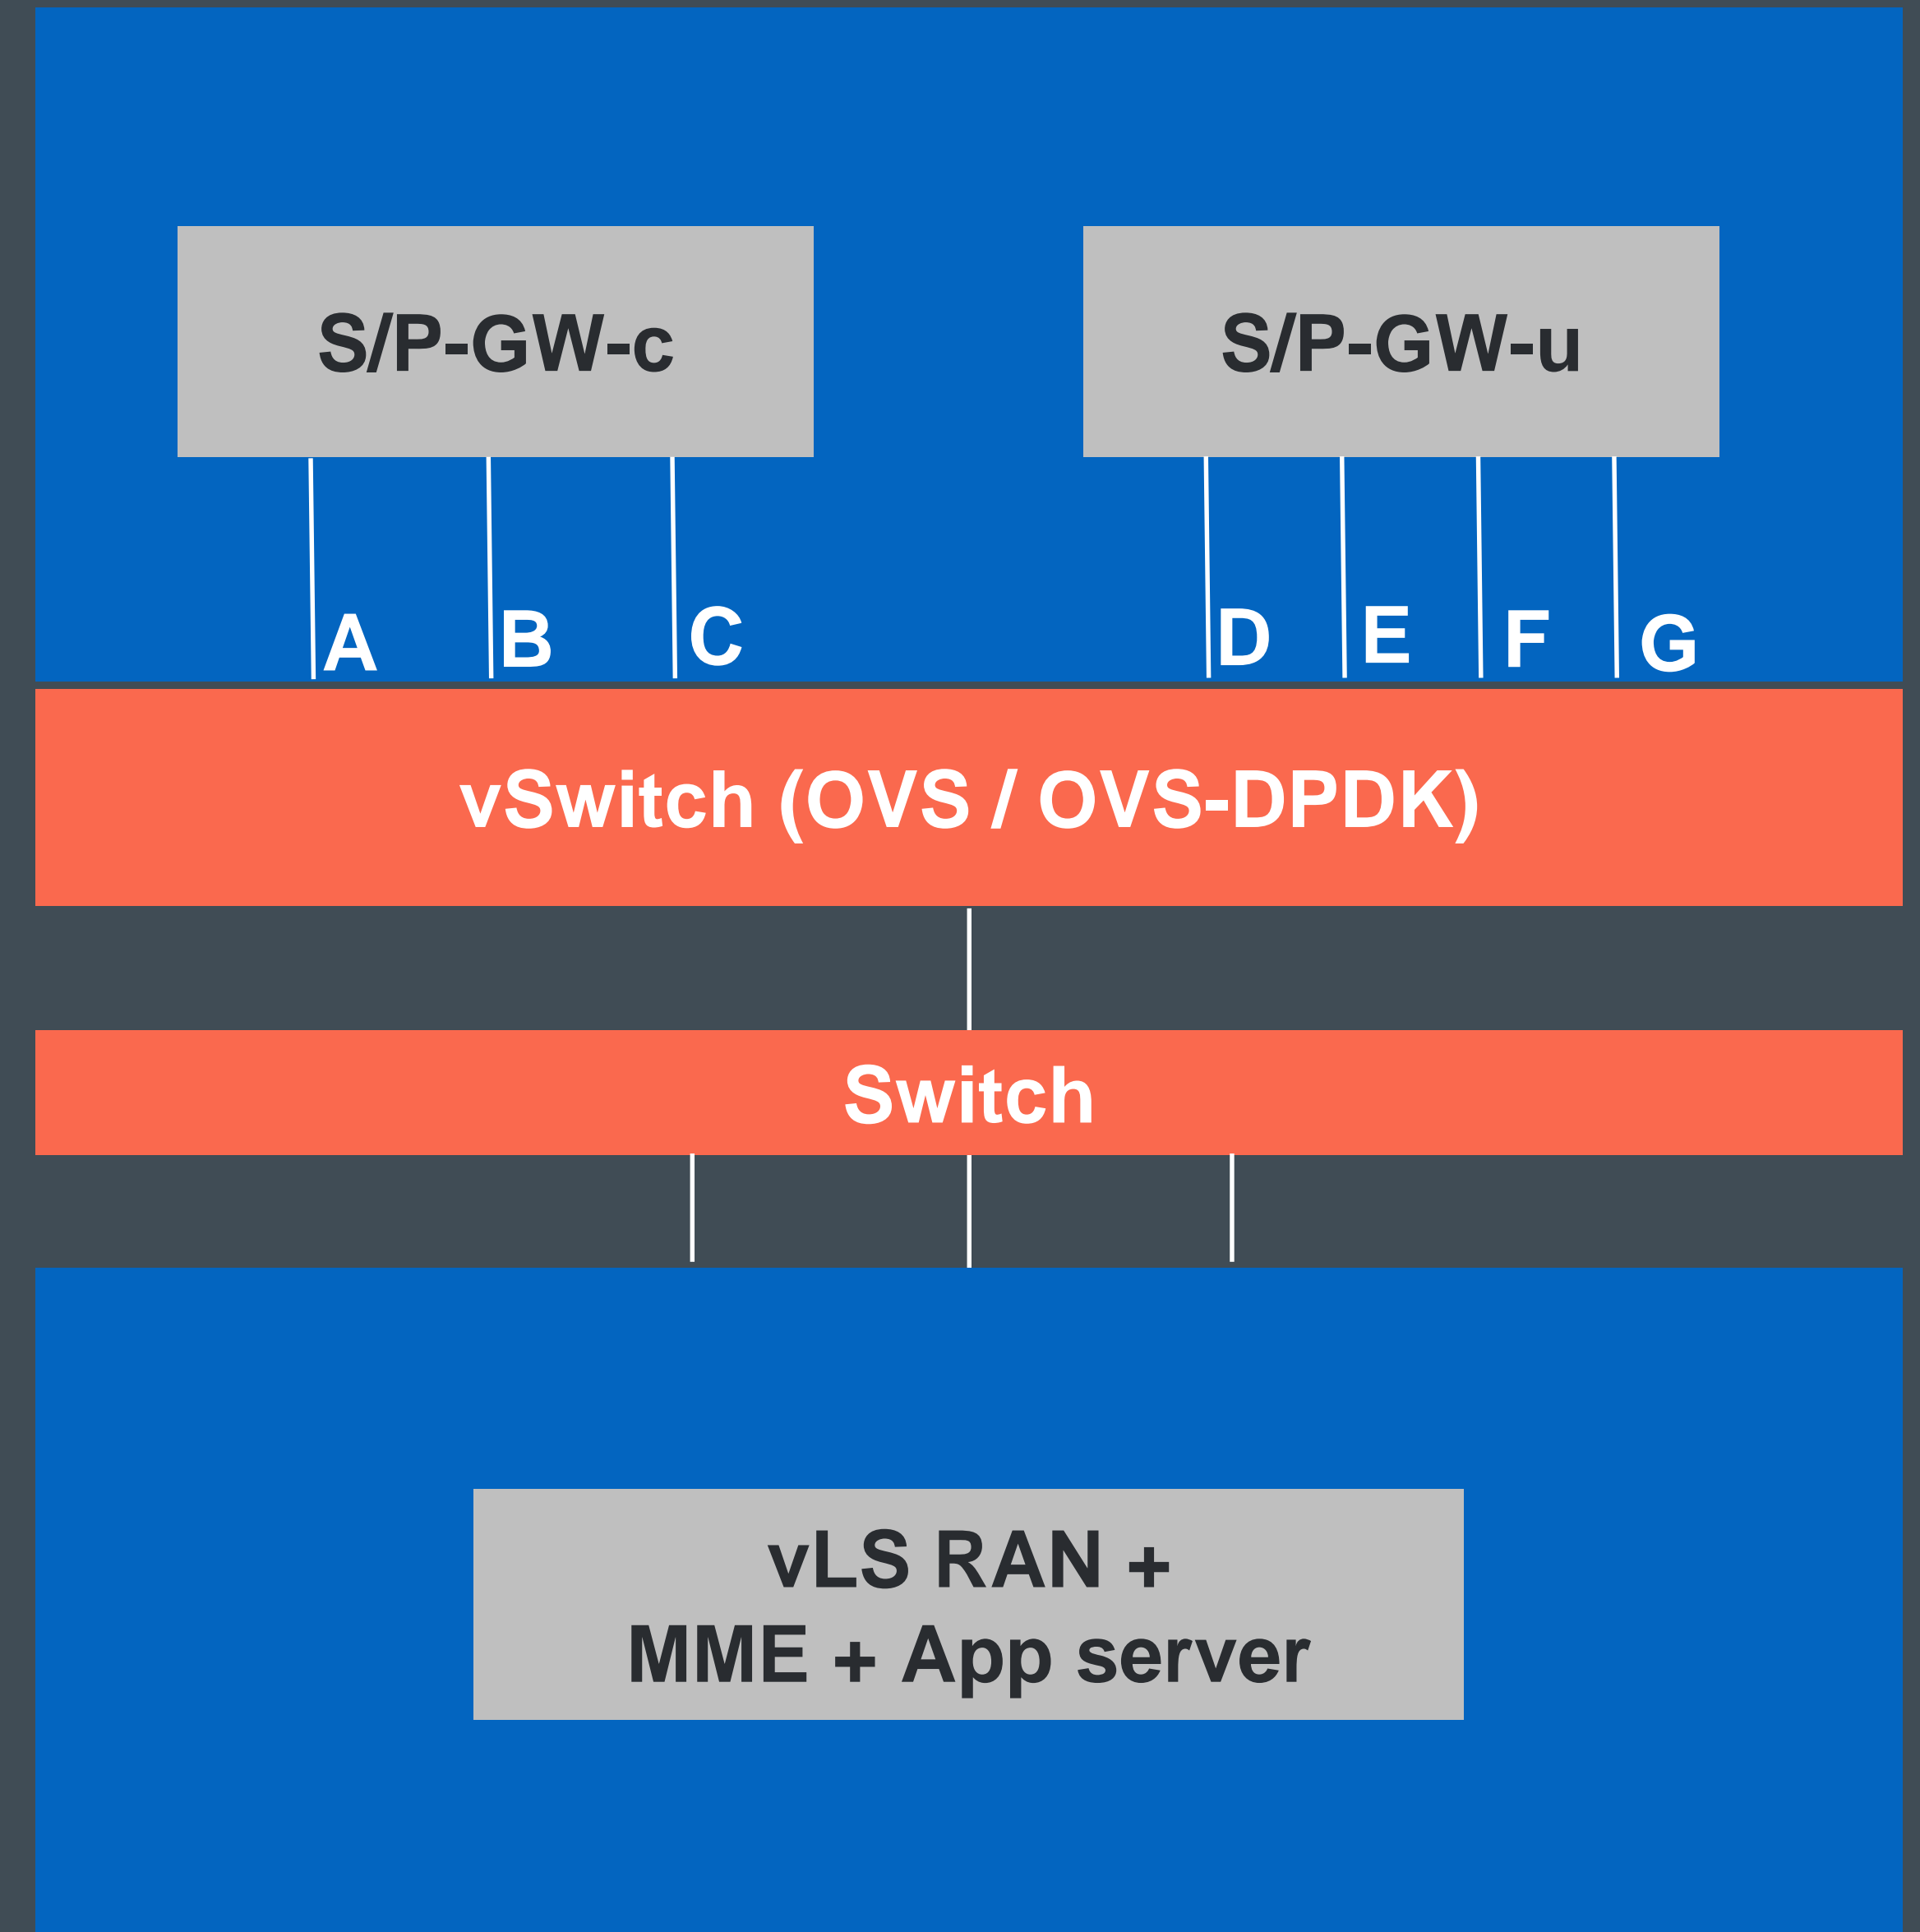 S/P-GW-c
S/P-GW-u
A
B
C
D
E
F
G
vSwitch (OVS / OVS-DPDK)
Switch
vLS RAN +
MME + App server